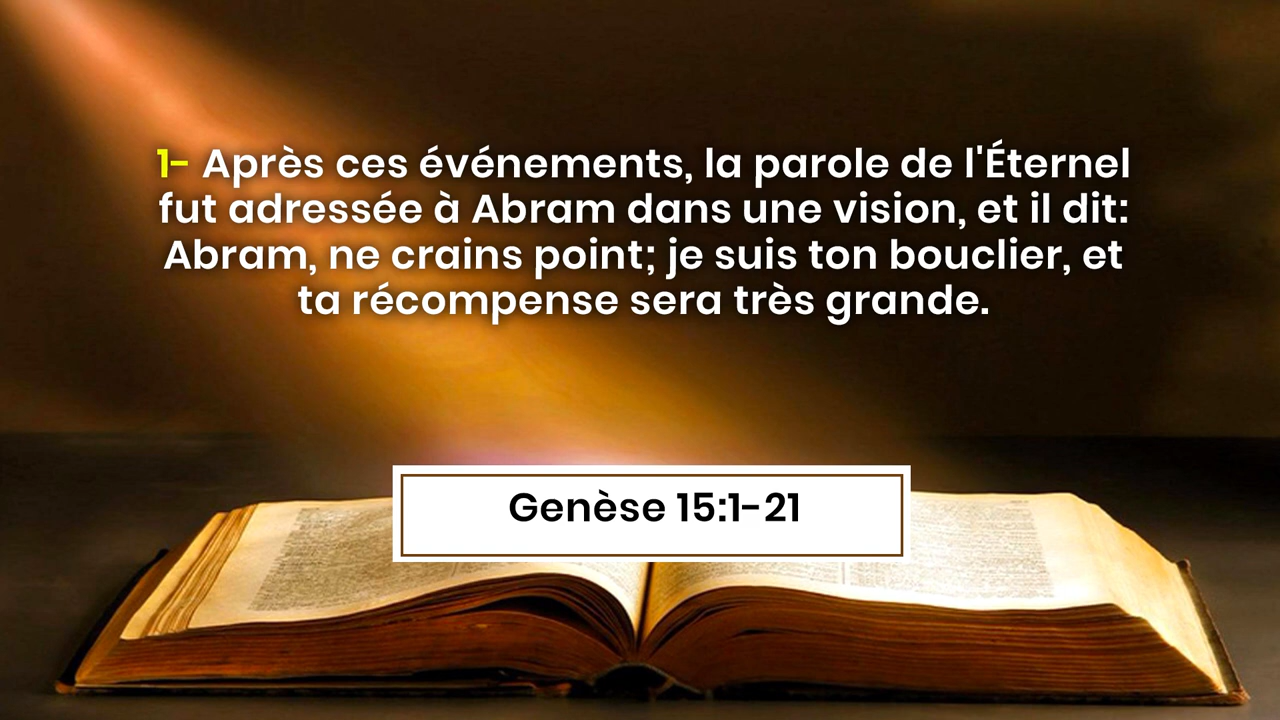 1- Après ces événements, la parole de l'Éternel
fut adressée à Abram dans une vision, et il dit:
Abram, ne crains point; je suis ton bouclier, et
ta récompense sera très grande.
Genèse 15:1-21